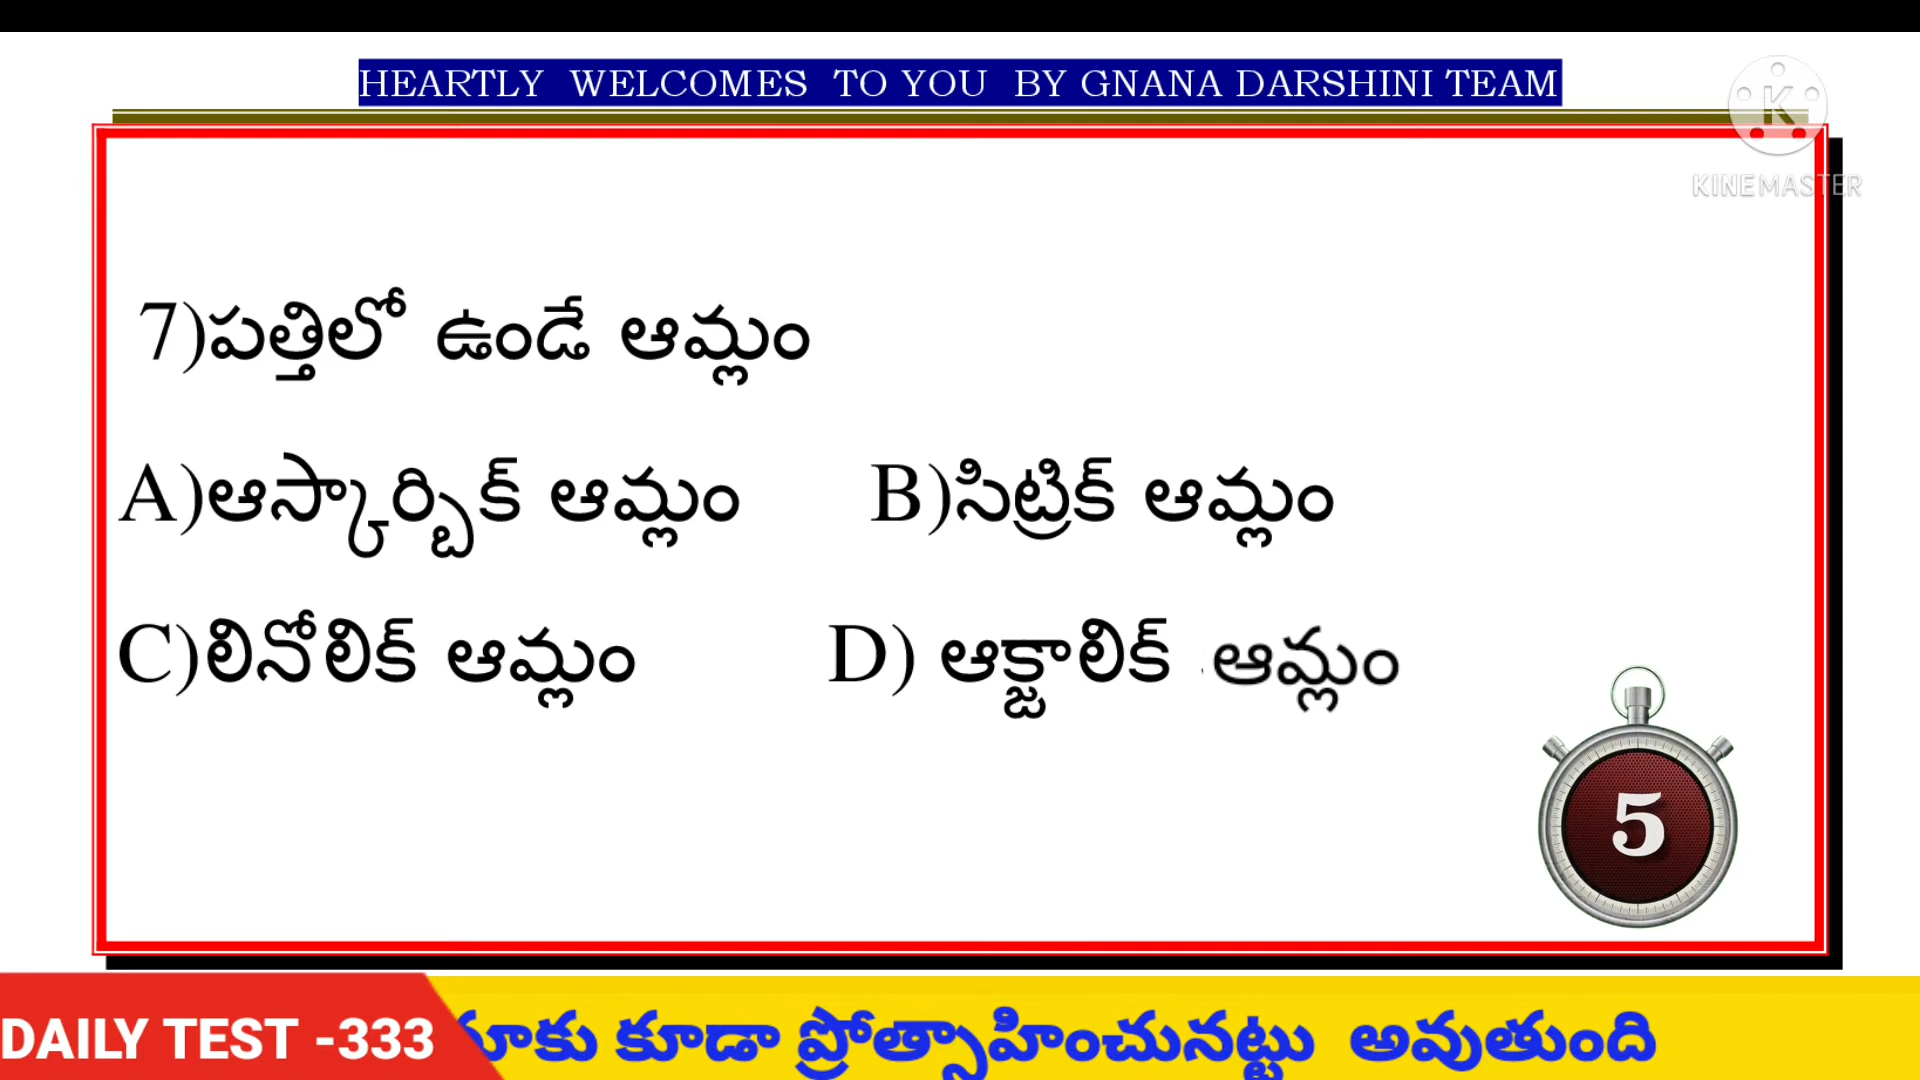 HEARTLY WELCOMES TO YOU BY GNANA DARSHINI TEAM
K
KINEMASTER
7)పత్తిలో ఉండే ఆమ్లం
A)ఆస్కార్బిక్ ఆమ్లం B)సిట్రిక్ ఆమ్లం
C)లినోలిక్ ఆమ్లం D) ఆక్జాలిక్ ఆమ్లం
5
DAILY TEST -333 కూడా ప్రోత్సాహించునట్టు అవుతుంది